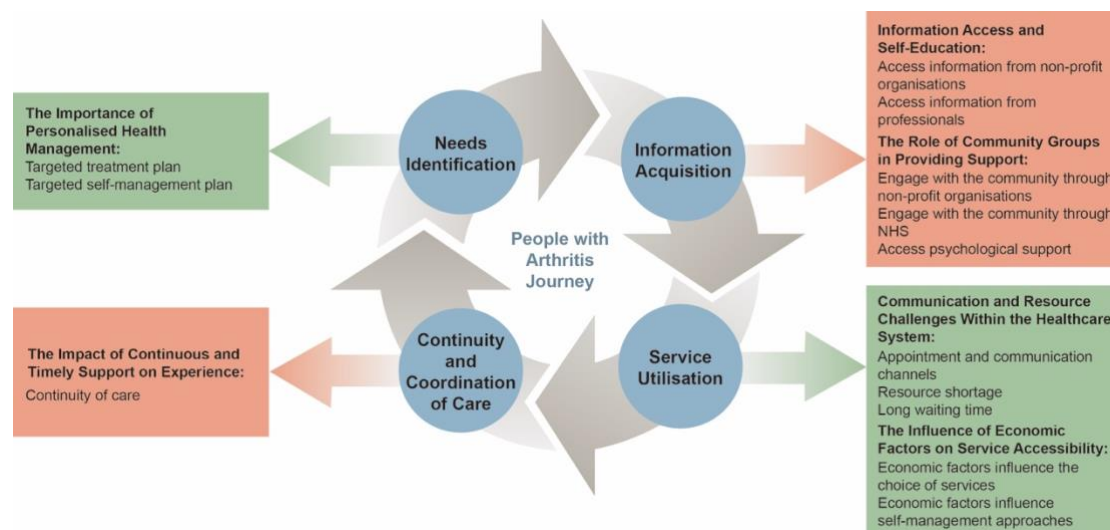 The Importance of
Personalised Health
Management:
Targeted treatment plan
Targeted self-management plan
Needs
Identification
Information
Acquisition
Information Access and
Self-Education:
Access information from non-profit
organisations
Access information from
professionals
The Role of Community Groups
in Providing Support:
Engage with the community through
non-profit organisations
Engage with the community through
NHS
Access psychological support
People with
Arthritis
Journey
The Impact of Continuous and
Timely Support on Experience:
Continuity of care
Continuity
and
Coordination
of Care
Service
Utilisation
Communication and Resource
Challenges Within the Healthcare
System:
Appointment and communication
channels
Resource shortage
Long waiting time
The Influence of Economic
Factors on Service Accessibility:
Economic factors influence the
choice of services
Economic factors influence
self-management approaches